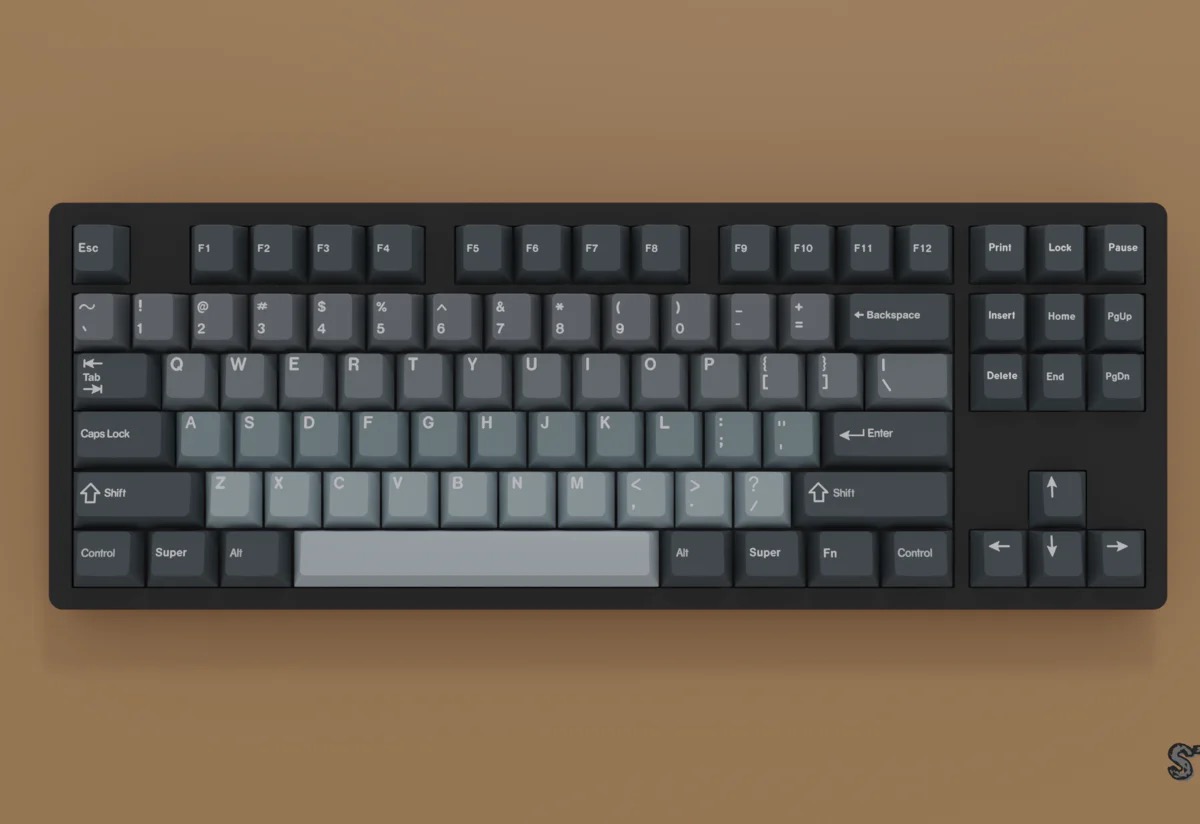 Esc F1 F2 F3 F4 F5 F6 F7 F8 F9 F10 F11 F12 Print Lock Pause
~ ! @ # $ % ^ & * ( ) _ +
` 1 2 3 4 5 6 7 8 9 0 - = ← Backspace Insert Home PgUp
Q W E R T Y U I O P { } |
Tab [ ] \ Delete End PgDn
A S D F G H J K L : "
Caps Lock ; ' Enter
Z X C V B N M < > ?
Shift , . / Shift ↑
Control Super Alt Alt Super Fn Control ← ↓ →
S